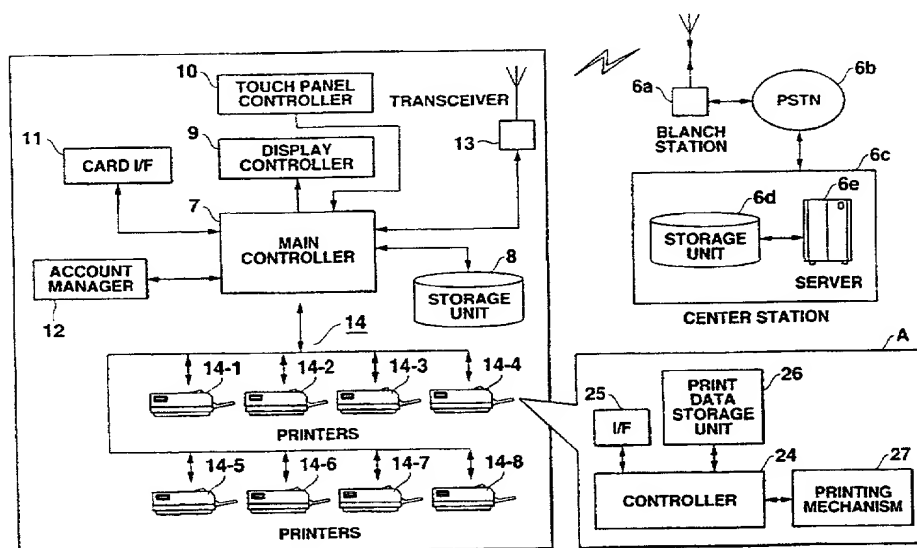 10
TOUCH PANEL
CONTROLLER
TRANSCEIVER
11
9
13
CARD I/F
DISPLAY
CONTROLLER
7
MAIN
CONTROLLER
8
ACCOUNT
MANAGER
STORAGE
UNIT
12
14
14-1
14-2
14-3
14-4
PRINTERS
14-5
14-6
14-7
14-8
PRINTERS
6a
6b
PSTN
BLANCH
STATION
6c
6d
6e
STORAGE
UNIT
SERVER
CENTER STATION
A
25
26
I/F
PRINT
DATA
STORAGE
UNIT
24
27
CONTROLLER
PRINTING
MECHANISM